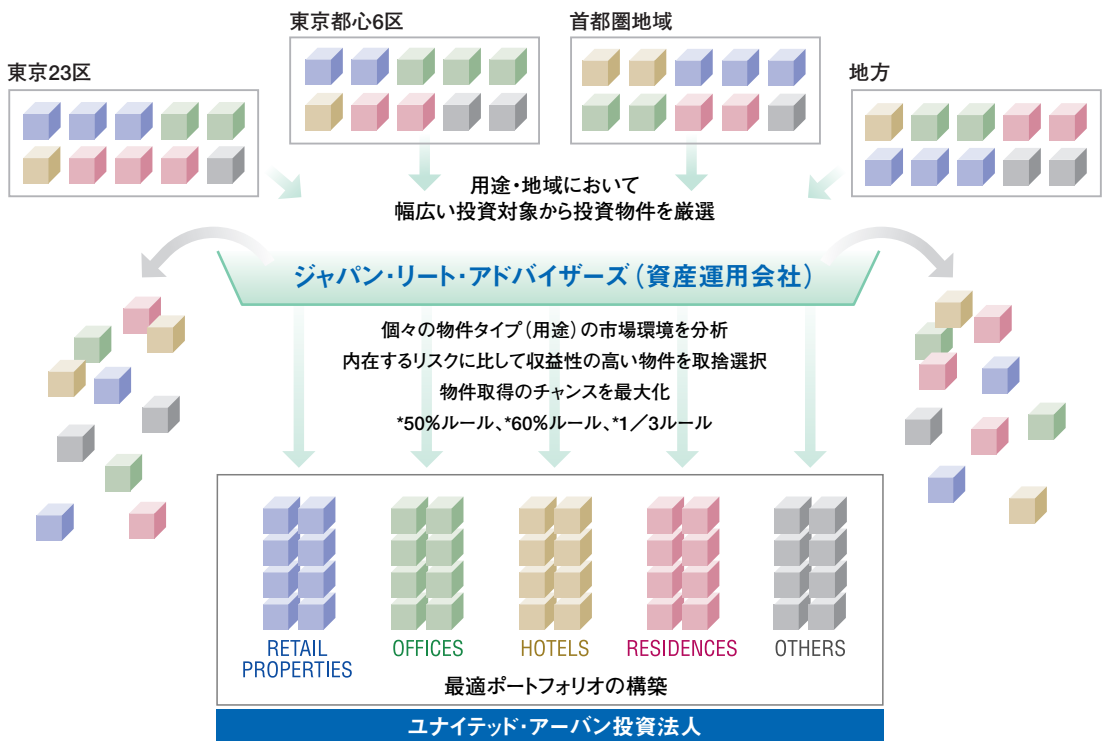 東京23区
東京都心6区
首都圏地域
地方
用途・地域において
幅広い投資対象から投資物件を厳選
ジャパン・リート・アドバイザーズ（資産運用会社）
個々の物件タイプ（用途）の市場環境を分析
内在するリスクに比して収益性の高い物件を取捨選択
物件取得のチャンスを最大化
*50%ルール、*60%ルール、*1／3ルール
RETAIL
PROPERTIES
OFFICES
HOTELS
RESIDENCES
OTHERS
最適ポートフォリオの構築
ユナイテッド・アーバン投資法人